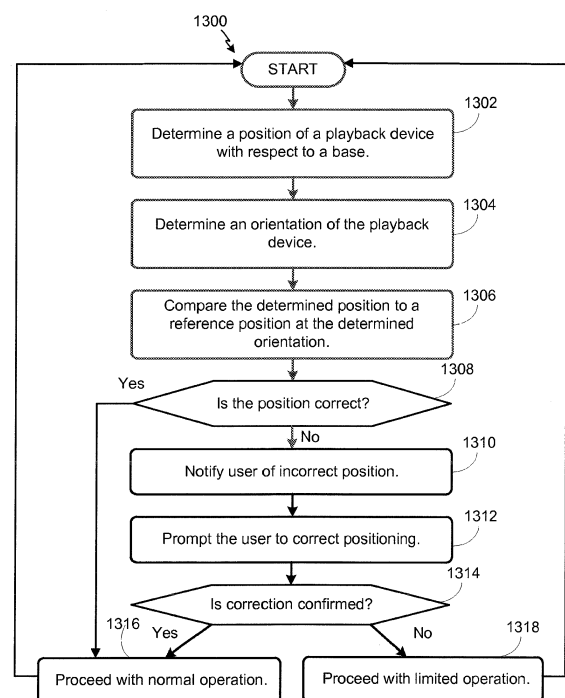 1300
START
1302
Determine a position of a playback device
with respect to a base.
1304
Determine an orientation of the playback
device.
1306
Compare the determined position to a
reference position at the determined
orientation.
1308
Yes
Is the position correct?
No
1310
Notify user of incorrect position.
1312
Prompt the user to correct positioning.
1314
Is correction confirmed?
1316
Yes
No
1318
Proceed with normal operation.
Proceed with limited operation.